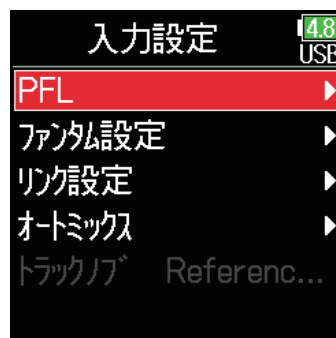 入力設定 4.8
USB
PFL
ファンタム設定
リンク設定
オートミックス
トラックノブ Referenc...